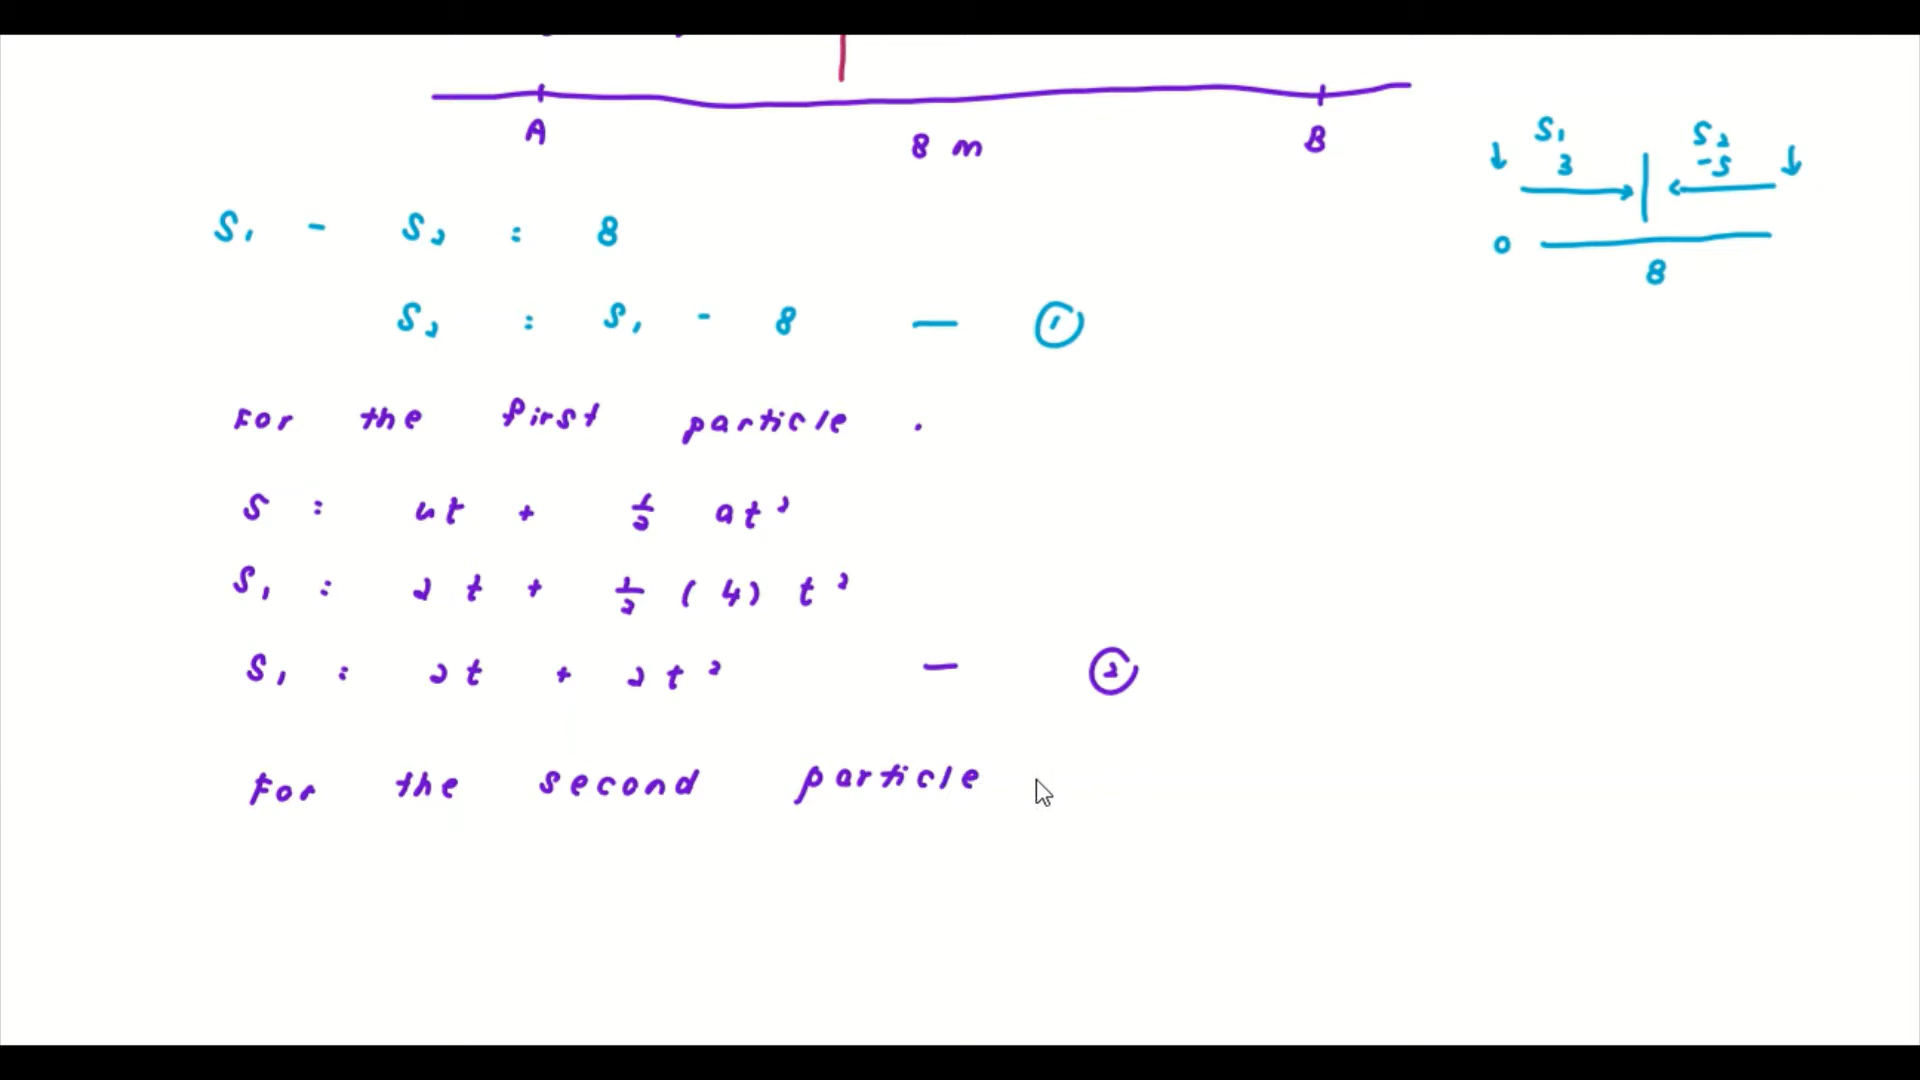 A 8 m B
S₁ S₂
↓ 3 -5 ↓
0 8
S₁ - S₂ : 8
S₂ : S₁ - 8 — ①
For the first particle .
S : ut + ½ at²
S₁ : 2t + ½ (4) t²
S₁ : 2t + 2t² — ②
For the second particle